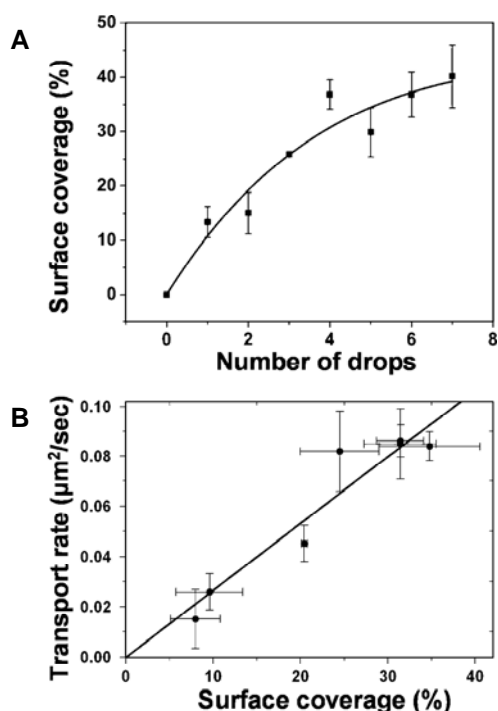 A
Surface coverage (%)
50
40
30
20
10
0
0 2 4 6 8
Number of drops
B
Transport rate (μm²/sec)
0.10
0.08
0.06
0.04
0.02
0.00
0 10 20 30 40
Surface coverage (%)